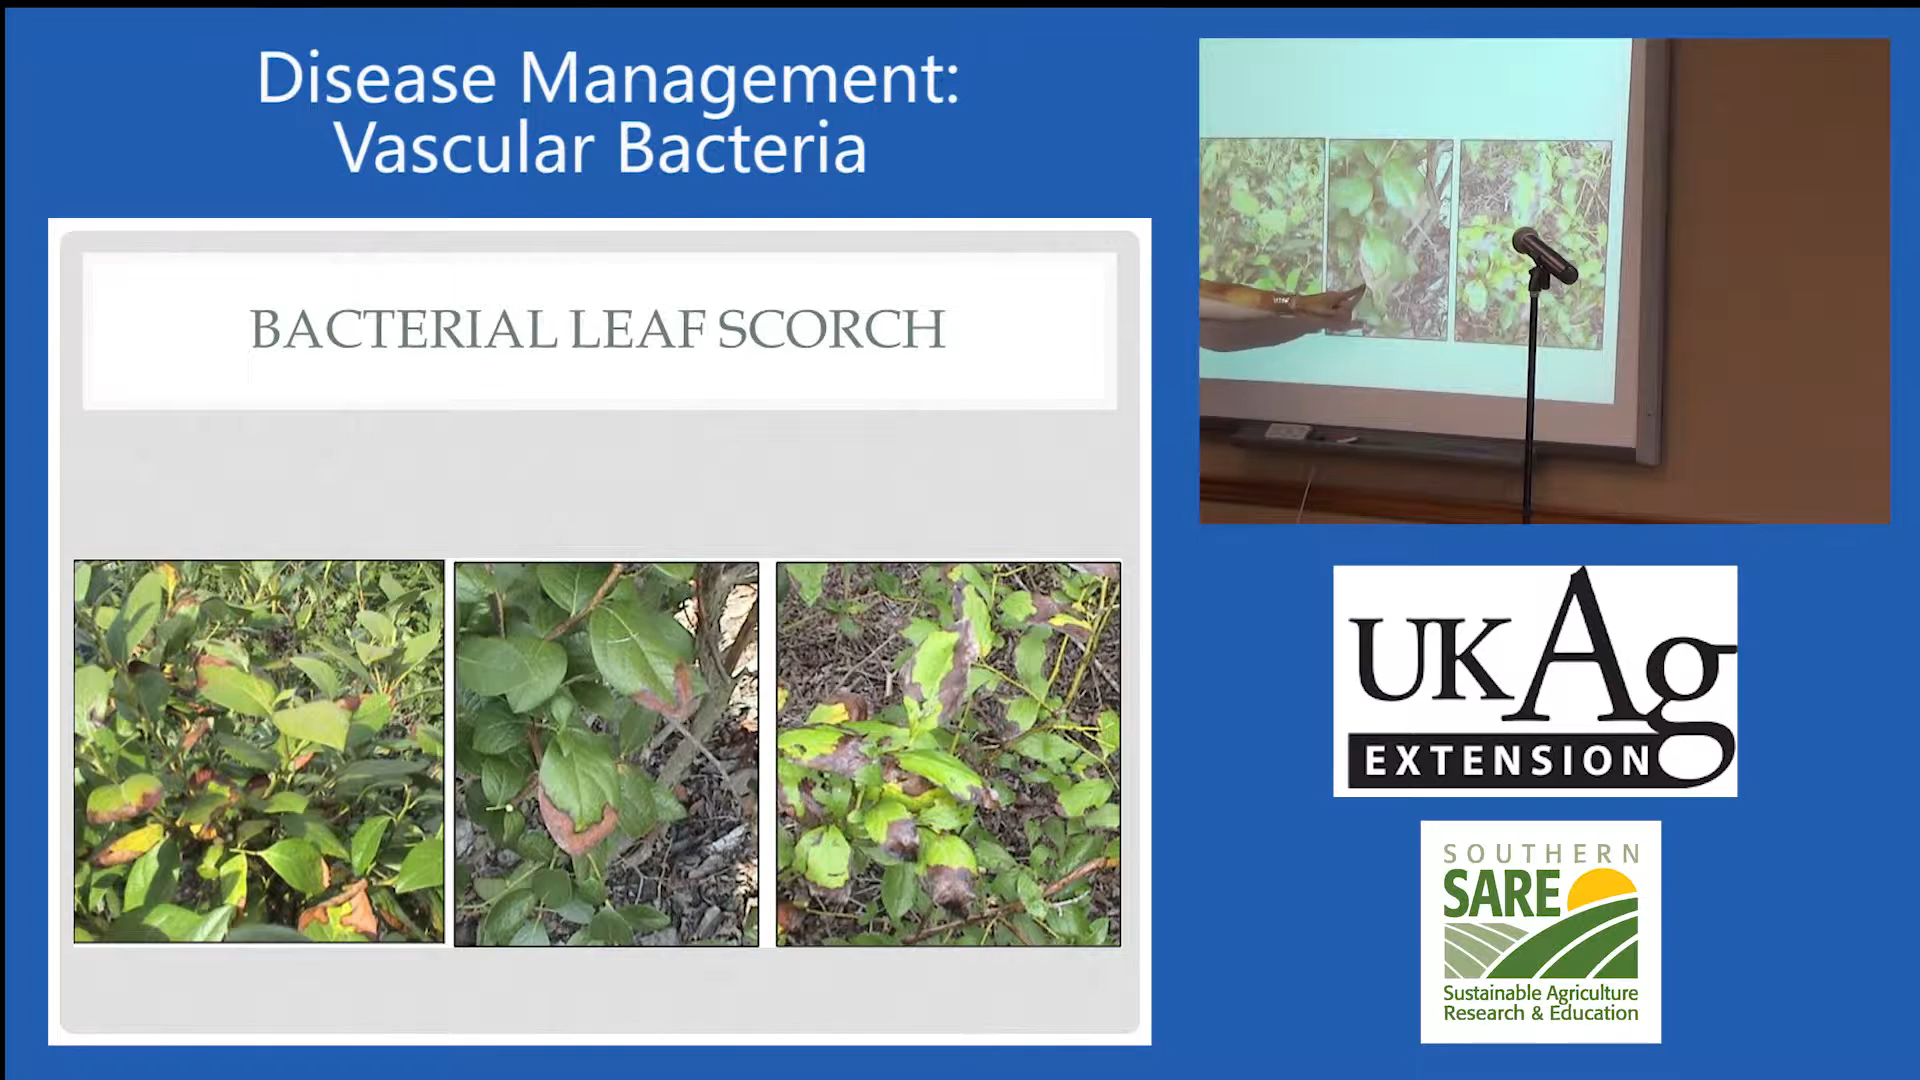 Disease Management:
Vascular Bacteria
BACTERIAL LEAF SCORCH
UKAg
EXTENSION
SOUTHERN
SARE
Sustainable Agriculture
Research & Education